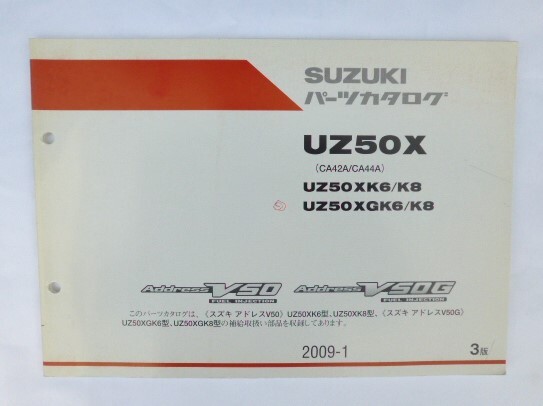 SUZUKI
パーツカタログ
UZ50X
(CA42A/CA44A)
UZ50XK6/K8
UZ50XGK6/K8
Address V50 Address V50G
FUEL INJECTION FUEL INJECTION
このパーツカタログは、(スズキ アドレスV50) UZ50XK6型、UZ50XK8型、(スズキ アドレスV50G)
UZ50XGK6型、UZ50XGK8型の補給取扱い部品を収録してあります。
2009-1 3版